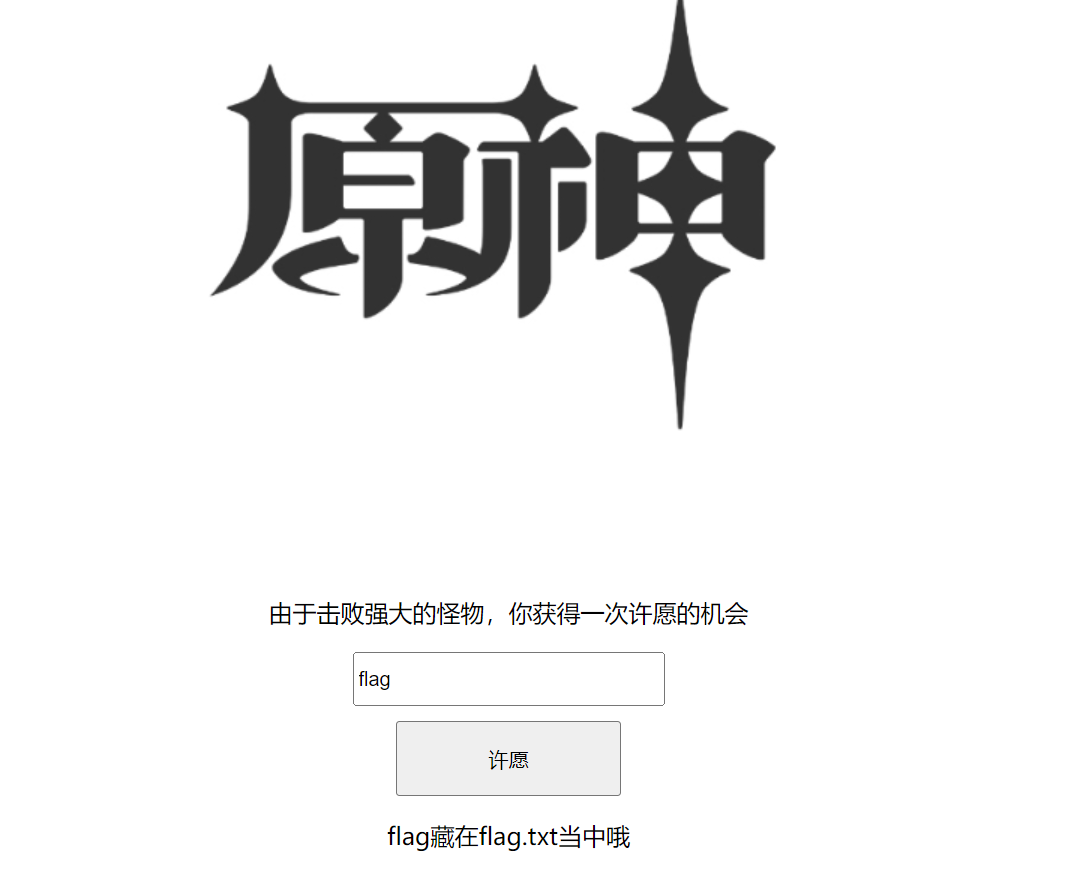 原神
由于击败强大的怪物，你获得一次许愿的机会
flag
许愿
flag藏在flag.txt当中哦